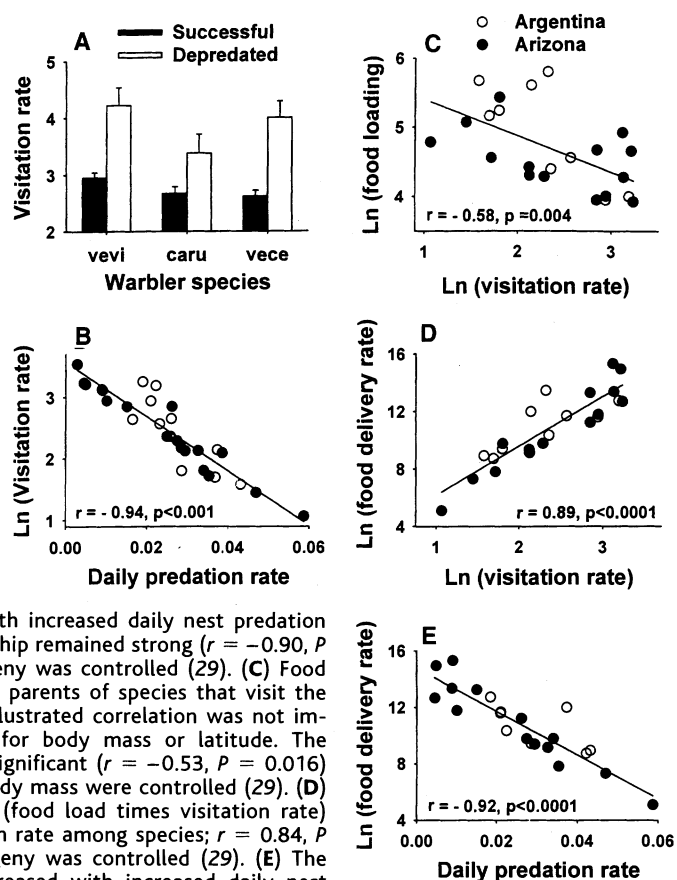 A
Successful
Depredated
Visitation rate
5
4
3
2
vevi caru vece
Warbler species
Argentina
Arizona
C
Ln (food loading)
6
5
4
r = - 0.58, p =0.004
1 2 3
Ln (visitation rate)
B
Ln (Visitation rate)
3
2
1
r = - 0.94, p<0.001
0.00 0.02 0.04 0.06
Daily predation rate
D
Ln (food delivery rate)
16
12
8
4
r = 0.89, p<0.0001
1 2 3
Ln (visitation rate)
th increased daily nest predation
hip remained strong (r = −0.90, P
eny was controlled (29). (C) Food
parents of species that visit the
lustrated correlation was not im-
for body mass or latitude. The
ignificant (r = −0.53, P = 0.016)
dy mass were controlled (29). (D)
(food load times visitation rate)
n rate among species; r = 0.84, P
geny was controlled (29). (E) The
reased with increased daily nest
E
Ln (food delivery rate)
16
12
8
4
r = - 0.92, p<0.0001
0.00 0.02 0.04 0.06
Daily predation rate